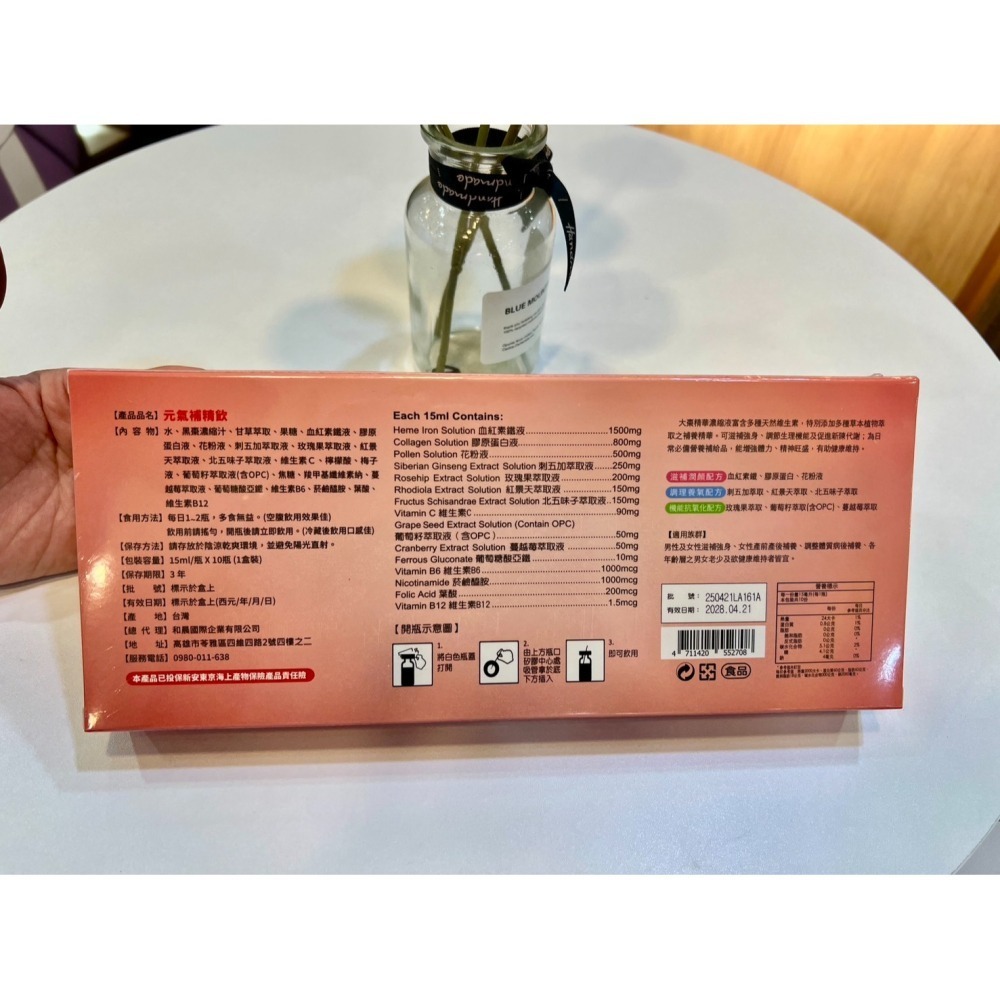 Handmade
BLUE MOON
【產品品名】元氣補精飲
【內 容 物】水、黑棗濃縮汁、甘草萃取、果糖、血紅素鐵液、膠原
蛋白液、花粉液、刺五加萃取液、玫瑰果萃取液、紅景
天萃取液、北五味子萃取液、維生素C、檸檬酸、梅子
液、葡萄籽萃取液(含OPC)、焦糖、羧甲基纖維素鈉、蔓
越莓萃取液、葡萄糖酸亞鐵、維生素B6、菸鹼醯胺、葉酸、
維生素B12
【食用方法】每日1~2瓶，多食無益。(空腹飲用效果佳)
飲用前請搖勻，開瓶後請立即飲用。(冷藏後飲用口感佳)
【保存方法】請存放於陰涼乾爽環境，並避免陽光直射。
【包裝容量】15ml/瓶 X 10瓶 (1盒裝)
【保存期限】3 年
【批 號】標示於盒上
【有效日期】標示於盒上(西元/年/月/日)
【產 地】台灣
【總 代 理】和晨國際企業有限公司
【地 址】高雄市苓雅區四維四路2號四樓之二
【服務電話】0980-011-638
本產品已投保新安東京海上產物保險產品責任險
Each 15ml Contains:
Heme Iron Solution 血紅素鐵液 1500mg
Collagen Solution 膠原蛋白液 800mg
Pollen Solution 花粉液 500mg
Siberian Ginseng Extract Solution 刺五加萃取液 250mg
Rosehip Extract Solution 玫瑰果萃取液 200mg
Rhodiola Extract Solution 紅景天萃取液 150mg
Fructus Schisandrae Extract Solution 北五味子萃取液 150mg
Vitamin C 維生素C 90mg
Grape Seed Extract Solution (Contain OPC)
葡萄籽萃取液（含OPC） 50mg
Cranberry Extract Solution 蔓越莓萃取液 50mg
Ferrous Gluconate 葡萄糖酸亞鐵 10mg
Vitamin B6 維生素B6 1000mcg
Nicotinamide 菸鹼醯胺 1000mcg
Folic Acid 葉酸 200mcg
Vitamin B12 維生素B12 1.5mcg
【開瓶示意圖】
1.
將白色瓶蓋
打開
2.
由上方瓶口
矽膠中心處
吸管拿於底
下方插入
3.
即可飲用
大棗精華濃縮液富含多種天然維生素，特別添加多種草本植物萃
取之補養精華。可滋補強身、調節生理機能及促進新陳代謝；為日
常必備營養補給品，能增強體力、精神旺盛，有助健康維持。
滋補潤顏配方 血紅素鐵、膠原蛋白、花粉液
調理養氣配方 刺五加萃取、紅景天萃取、北五味子萃取
機能抗氧化配方 玫瑰果萃取、葡萄籽萃取(含OPC)、蔓越莓萃取
【適用族群】
男性及女性滋補強身、女性產前產後補養、調整體質病後補養、各
年齡層之男女老少及欲健康維持者皆宜。
批 號： 250421LA161A
有效日期： 2028.04.21
4 711420 552708
食品
營養標示